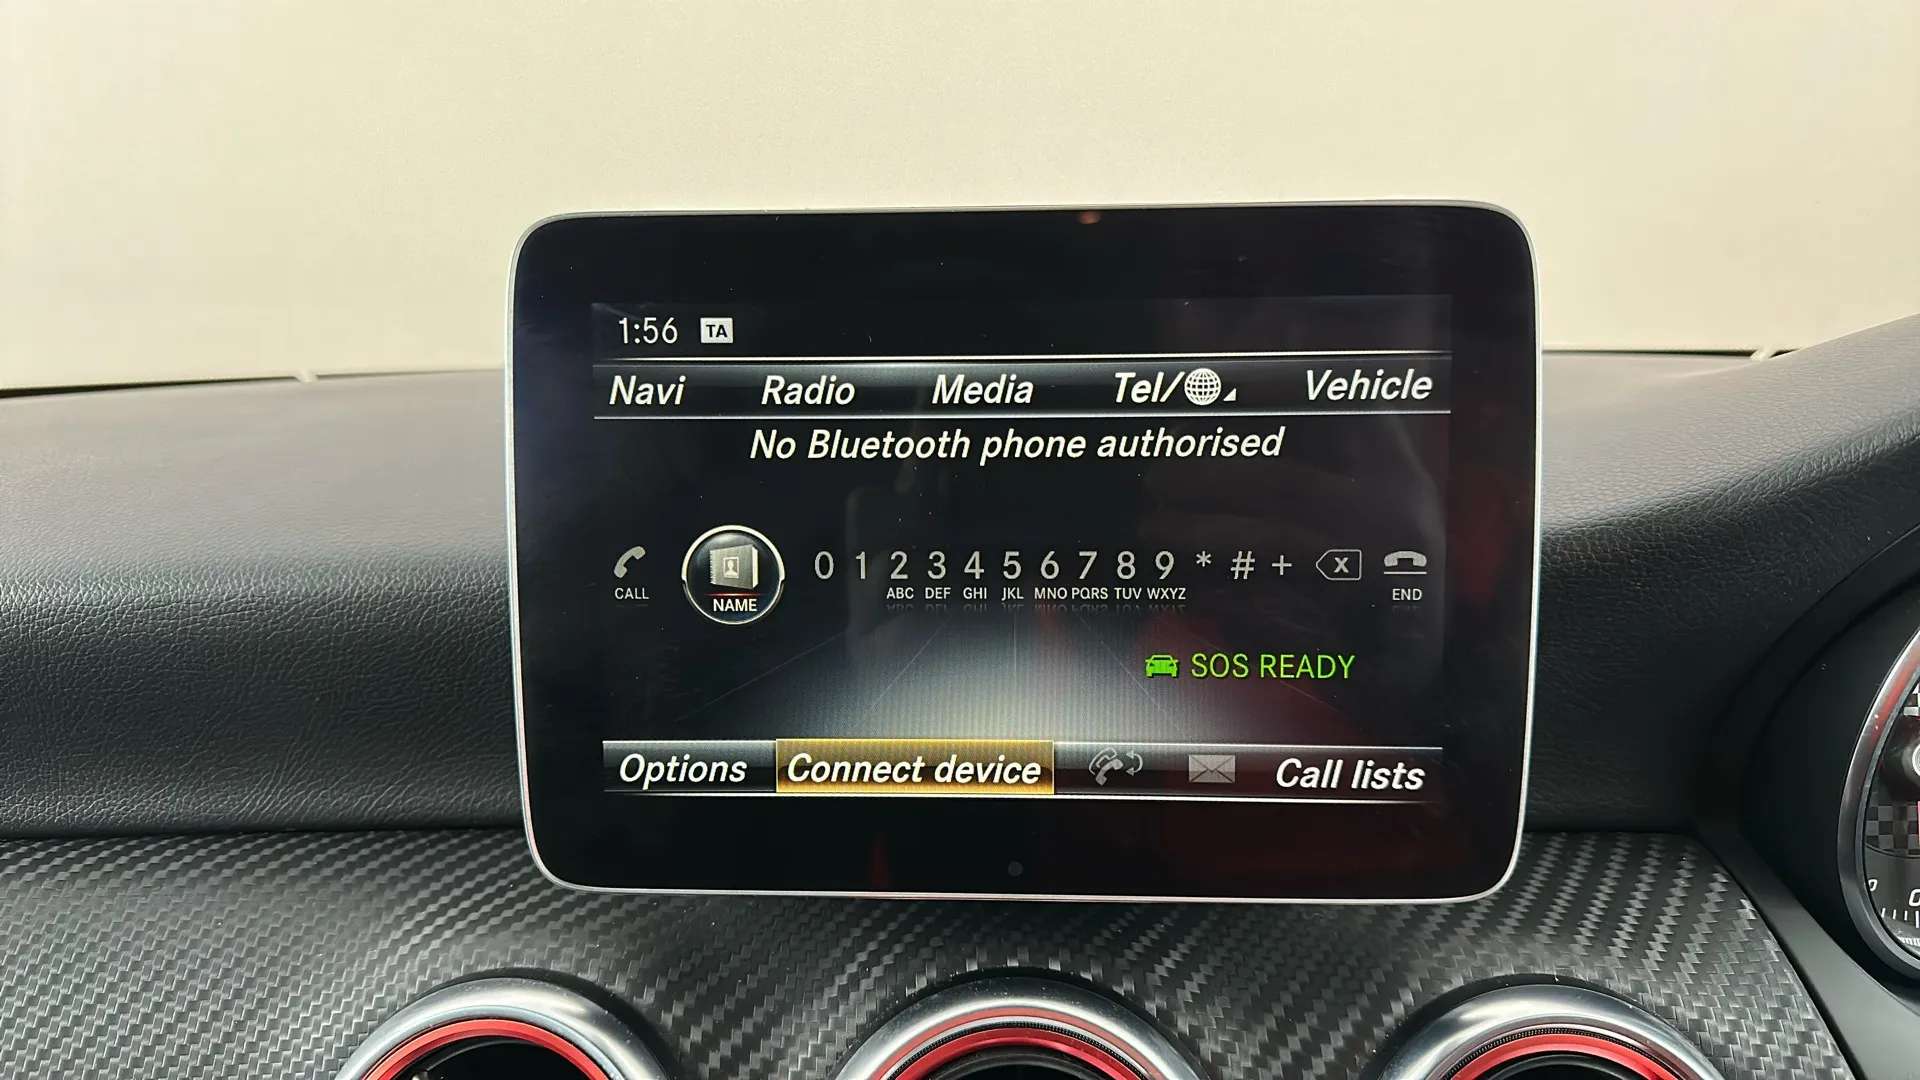 1:56 TA
Navi Radio Media Tel/ Vehicle
No Bluetooth phone authorised
CALL NAME 0 1 2 3 4 5 6 7 8 9 * # + X END
ABC DEF GHI JKL MNO PQRS TUV WXYZ
SOS READY
Options Connect device Call lists